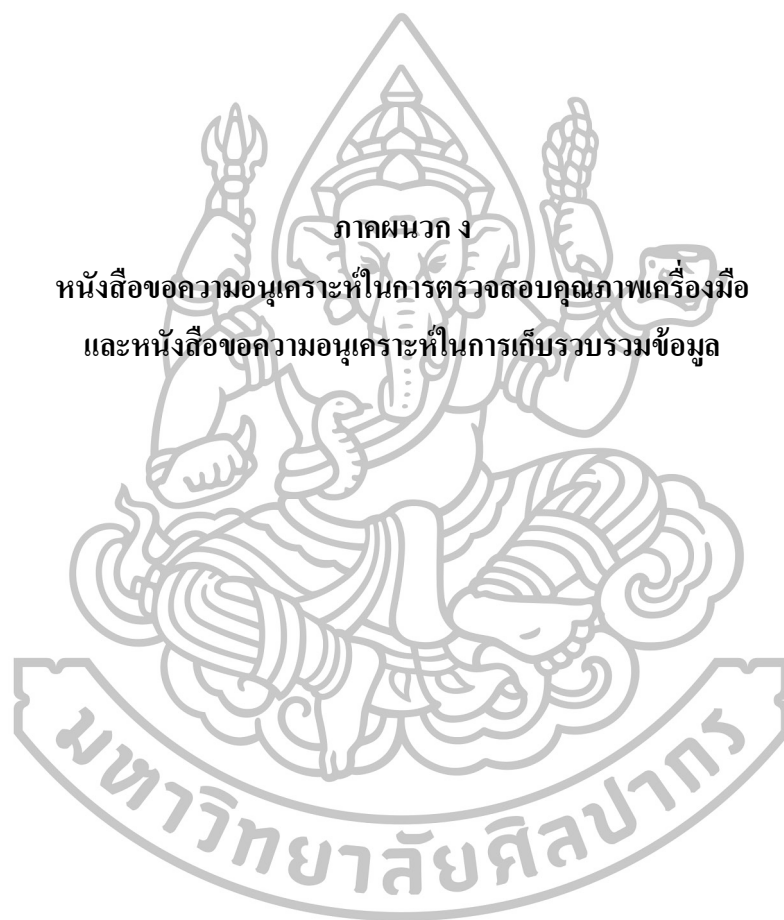 ภาคผนวก ง
หนังสือขอความอนุเคราะห์ในการตรวจสอบคุณภาพเครื่องมือ
และหนังสือขอความอนุเคราะห์ในการเก็บรวบรวมข้อมูล
มหาวิทยาลัยศิลปากร